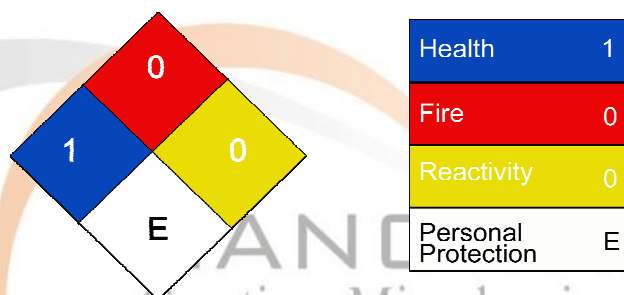 0
1
0
E
Health 1
Fire 0
Reactivity 0
Personal
Protection E